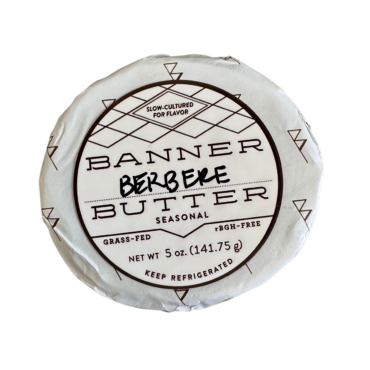 SLOW-CULTURED
FOR FLAVOR
BANNER
BERBERE
BUTTER
SEASONAL
GRASS-FED rBGH-FREE
NET WT 5 oz. (141.75 g)
KEEP REFRIGERATED